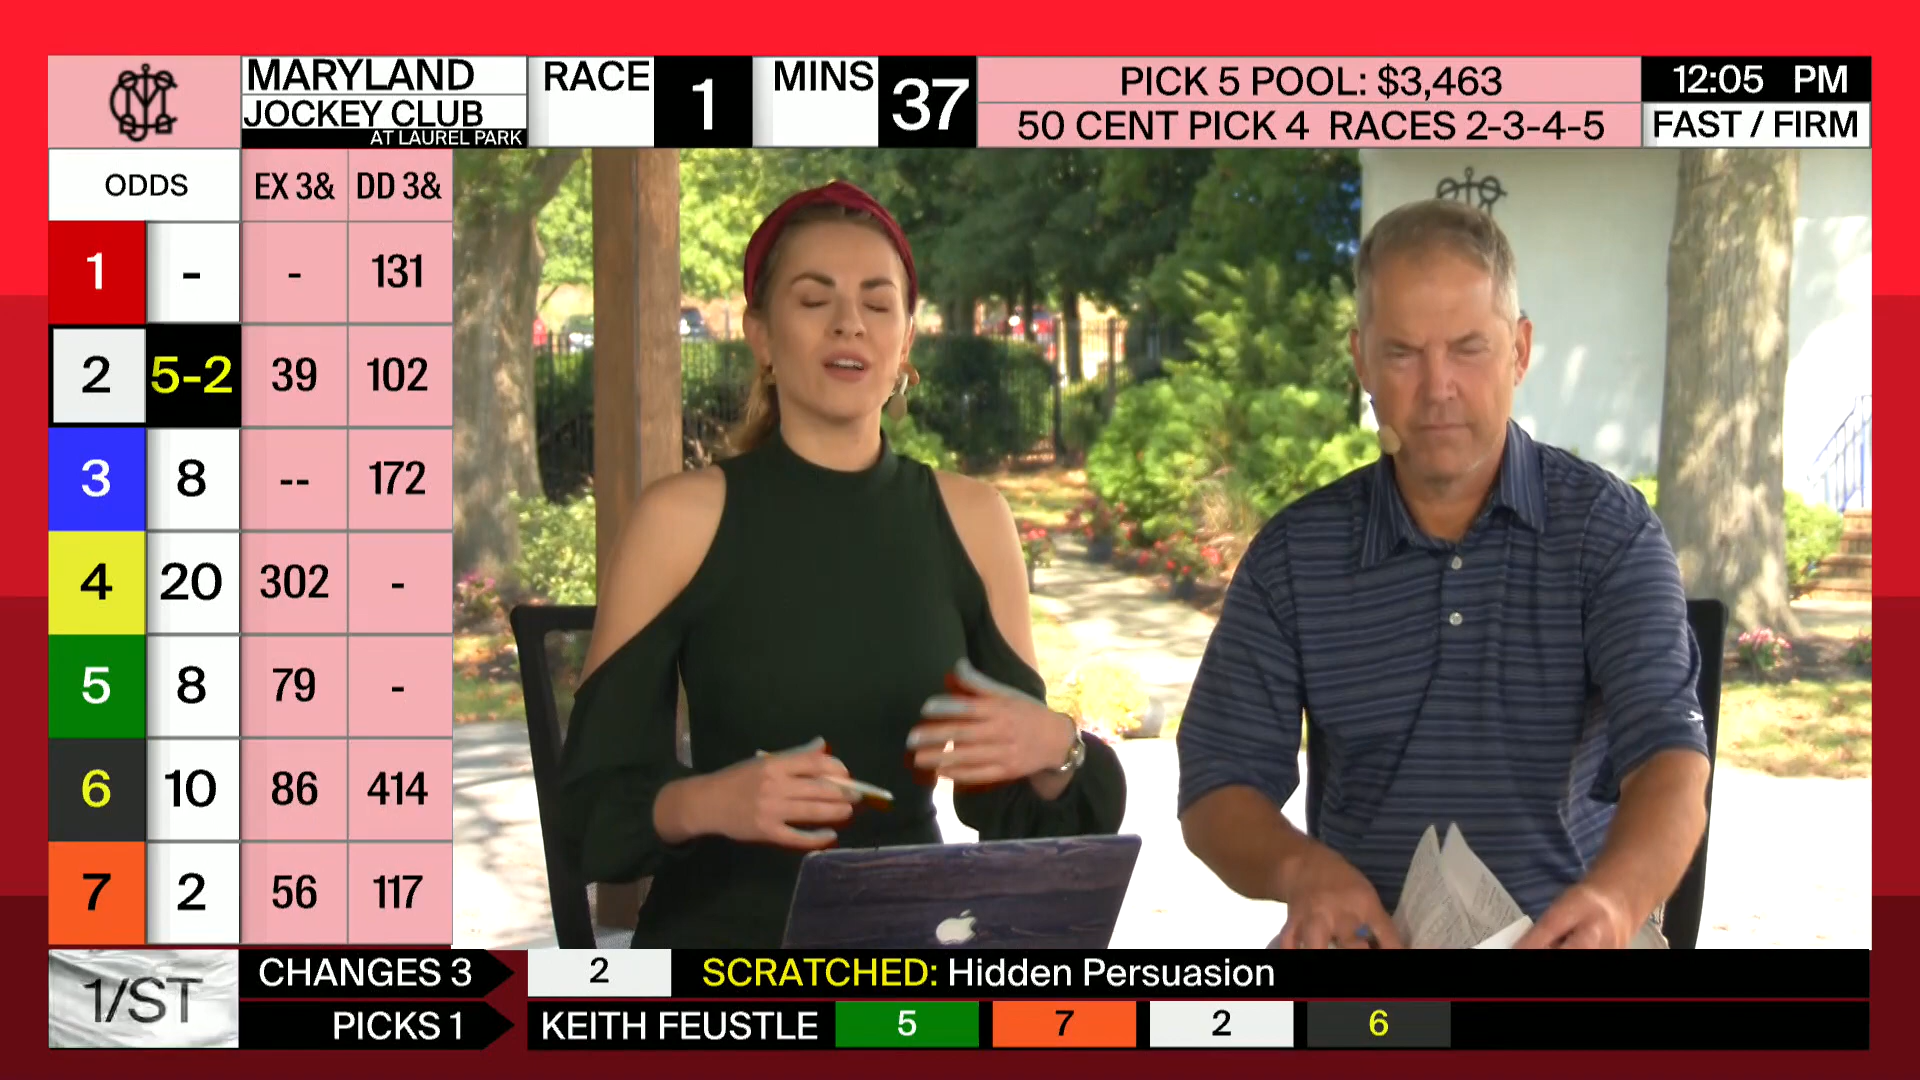 MARYLAND
JOCKEY CLUB
AT LAUREL PARK
RACE 1 MINS 37
PICK 5 POOL: $3,463
50 CENT PICK 4 RACES 2-3-4-5
12:05 PM
FAST / FIRM
ODDS EX 3& DD 3&
1 - - 131
2 5-2 39 102
3 8 -- 172
4 20 302 -
5 8 79 -
6 10 86 414
7 2 56 117
1/ST
CHANGES 3 2 SCRATCHED: Hidden Persuasion
PICKS 1 KEITH FEUSTLE 5 7 2 6